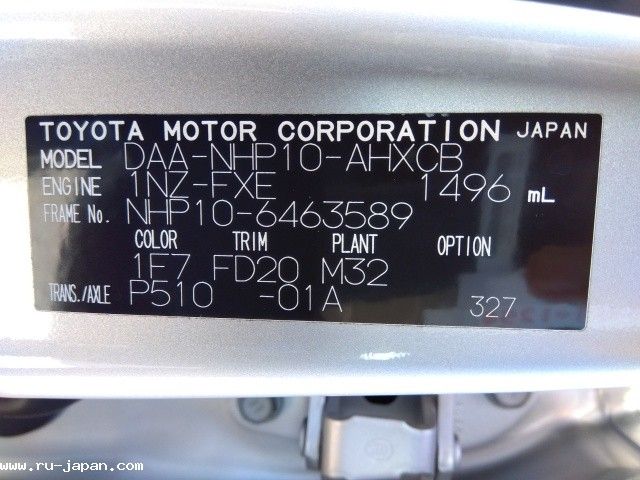 TOYOTA MOTOR CORPORATION JAPAN
MODEL DAA-NHP10-AHXCB
ENGINE 1NZ-FXE 1496 mL
FRAME No. NHP10-6463589
COLOR TRIM PLANT OPTION
1F7 FD20 M32
TRANS./AXLE P510 -01A 327
www.ru-japan.com